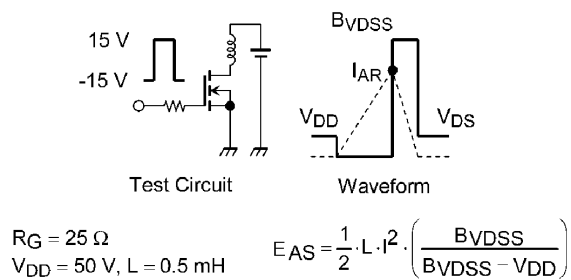 15 V
-15 V
BVDSS
IAR
VDD
VDS
Test Circuit
Waveform
RG = 25 Ω
VDD = 50 V, L = 0.5 mH
EAS = 1/2 · L · I² · (BVDSS / (BVDSS − VDD))